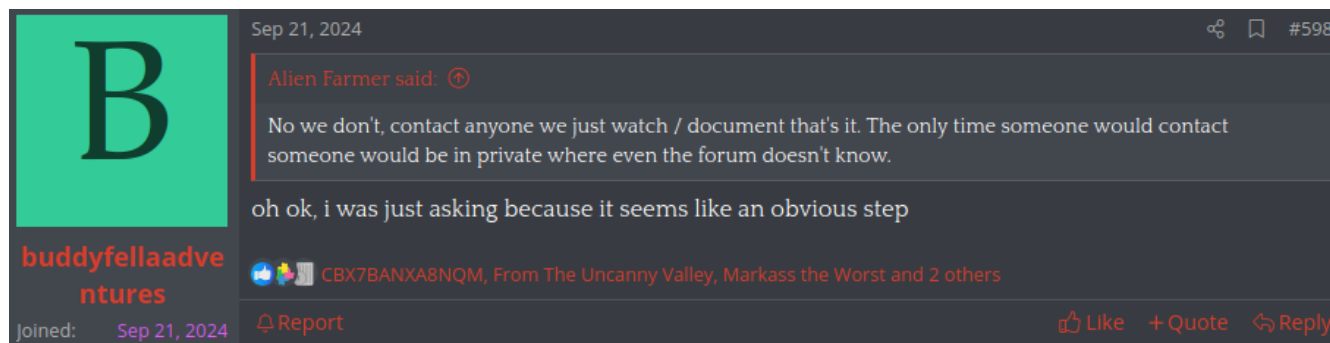 B
buddyfellaadve
ntures
Joined: Sep 21, 2024
Sep 21, 2024
#598
Alien Farmer said:
No we don't, contact anyone we just watch / document that's it. The only time someone would contact
someone would be in private where even the forum doesn't know.
oh ok, i was just asking because it seems like an obvious step
CBX7BANXA8NQM, From The Uncanny Valley, Markass the Worst and 2 others
Report
Like
+Quote
Reply